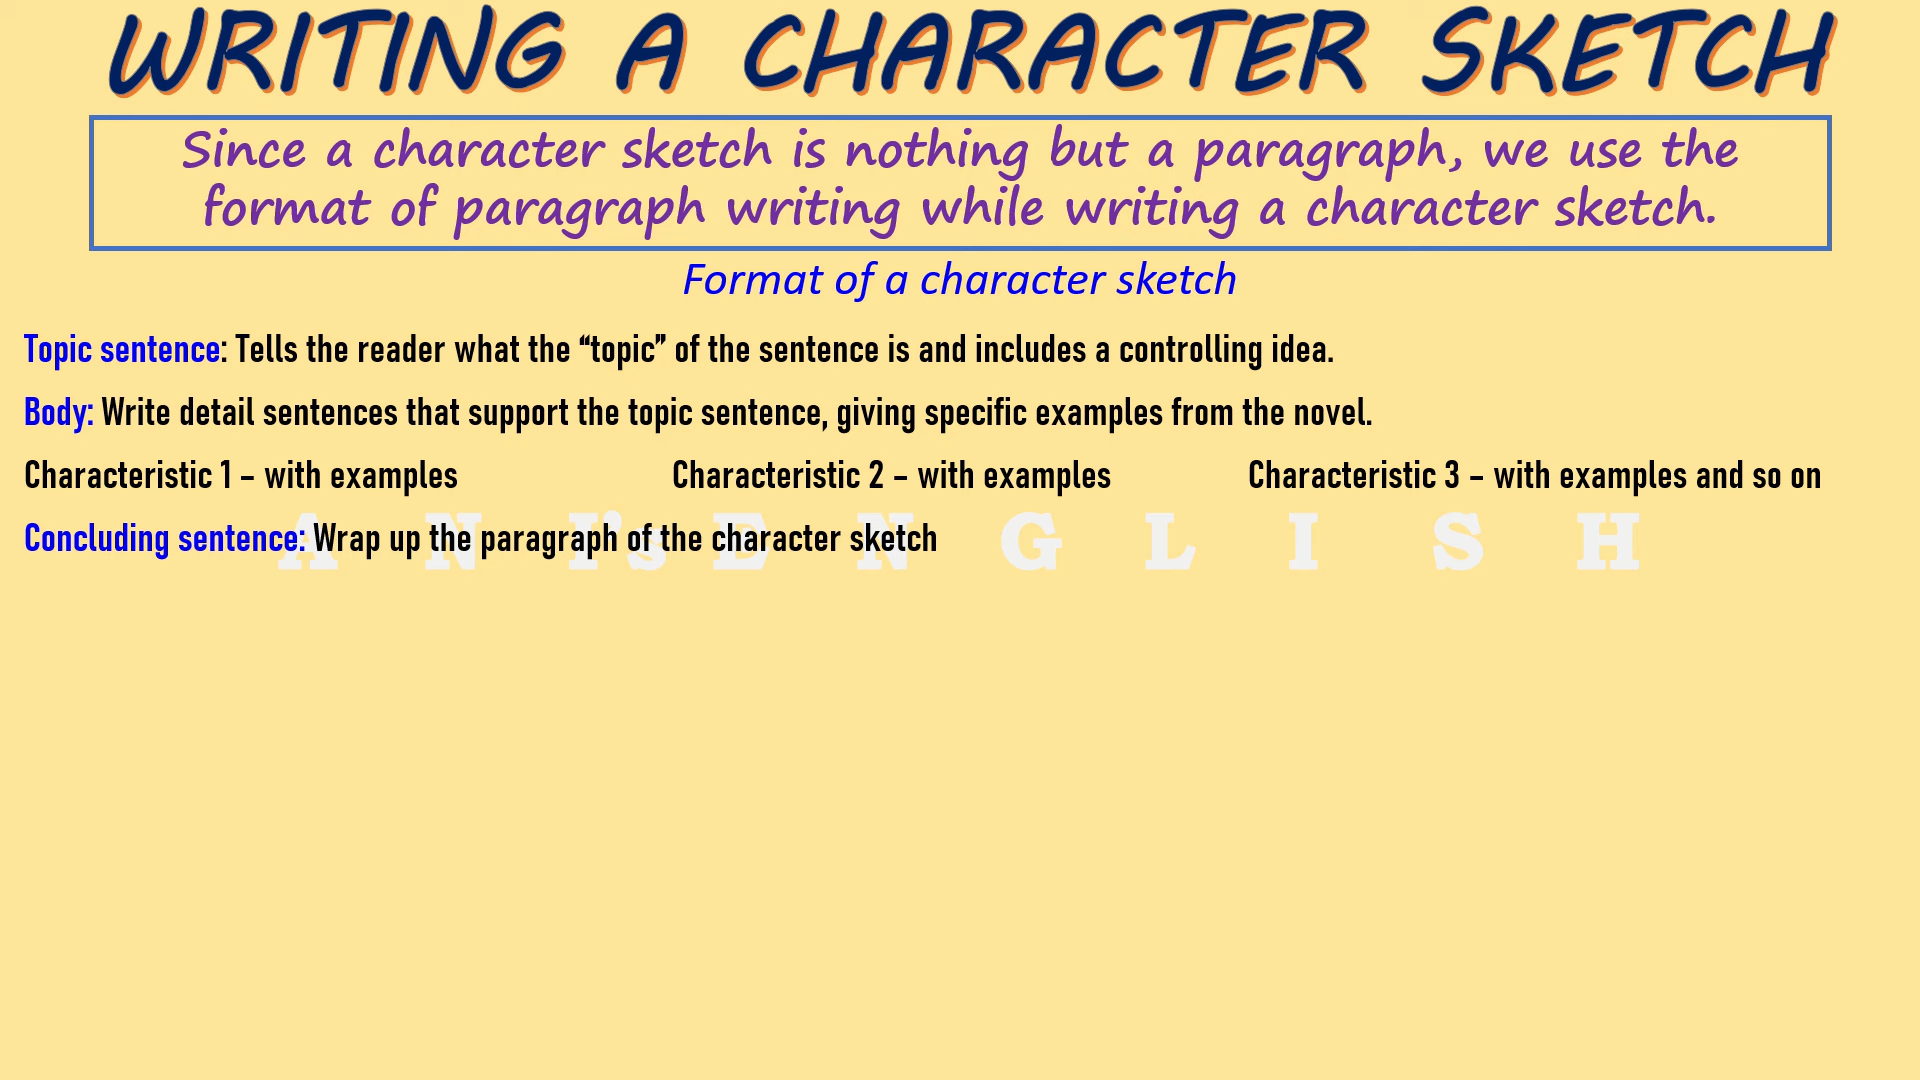 WRITING A CHARACTER SKETCH
Since a character sketch is nothing but a paragraph, we use the
format of paragraph writing while writing a character sketch.
Format of a character sketch
Topic sentence: Tells the reader what the “topic” of the sentence is and includes a controlling idea.
Body: Write detail sentences that support the topic sentence, giving specific examples from the novel.
Characteristic 1 – with examples Characteristic 2 – with examples Characteristic 3 – with examples and so on
Concluding sentence: Wrap up the paragraph of the character sketch
A N I's E N G L I S H